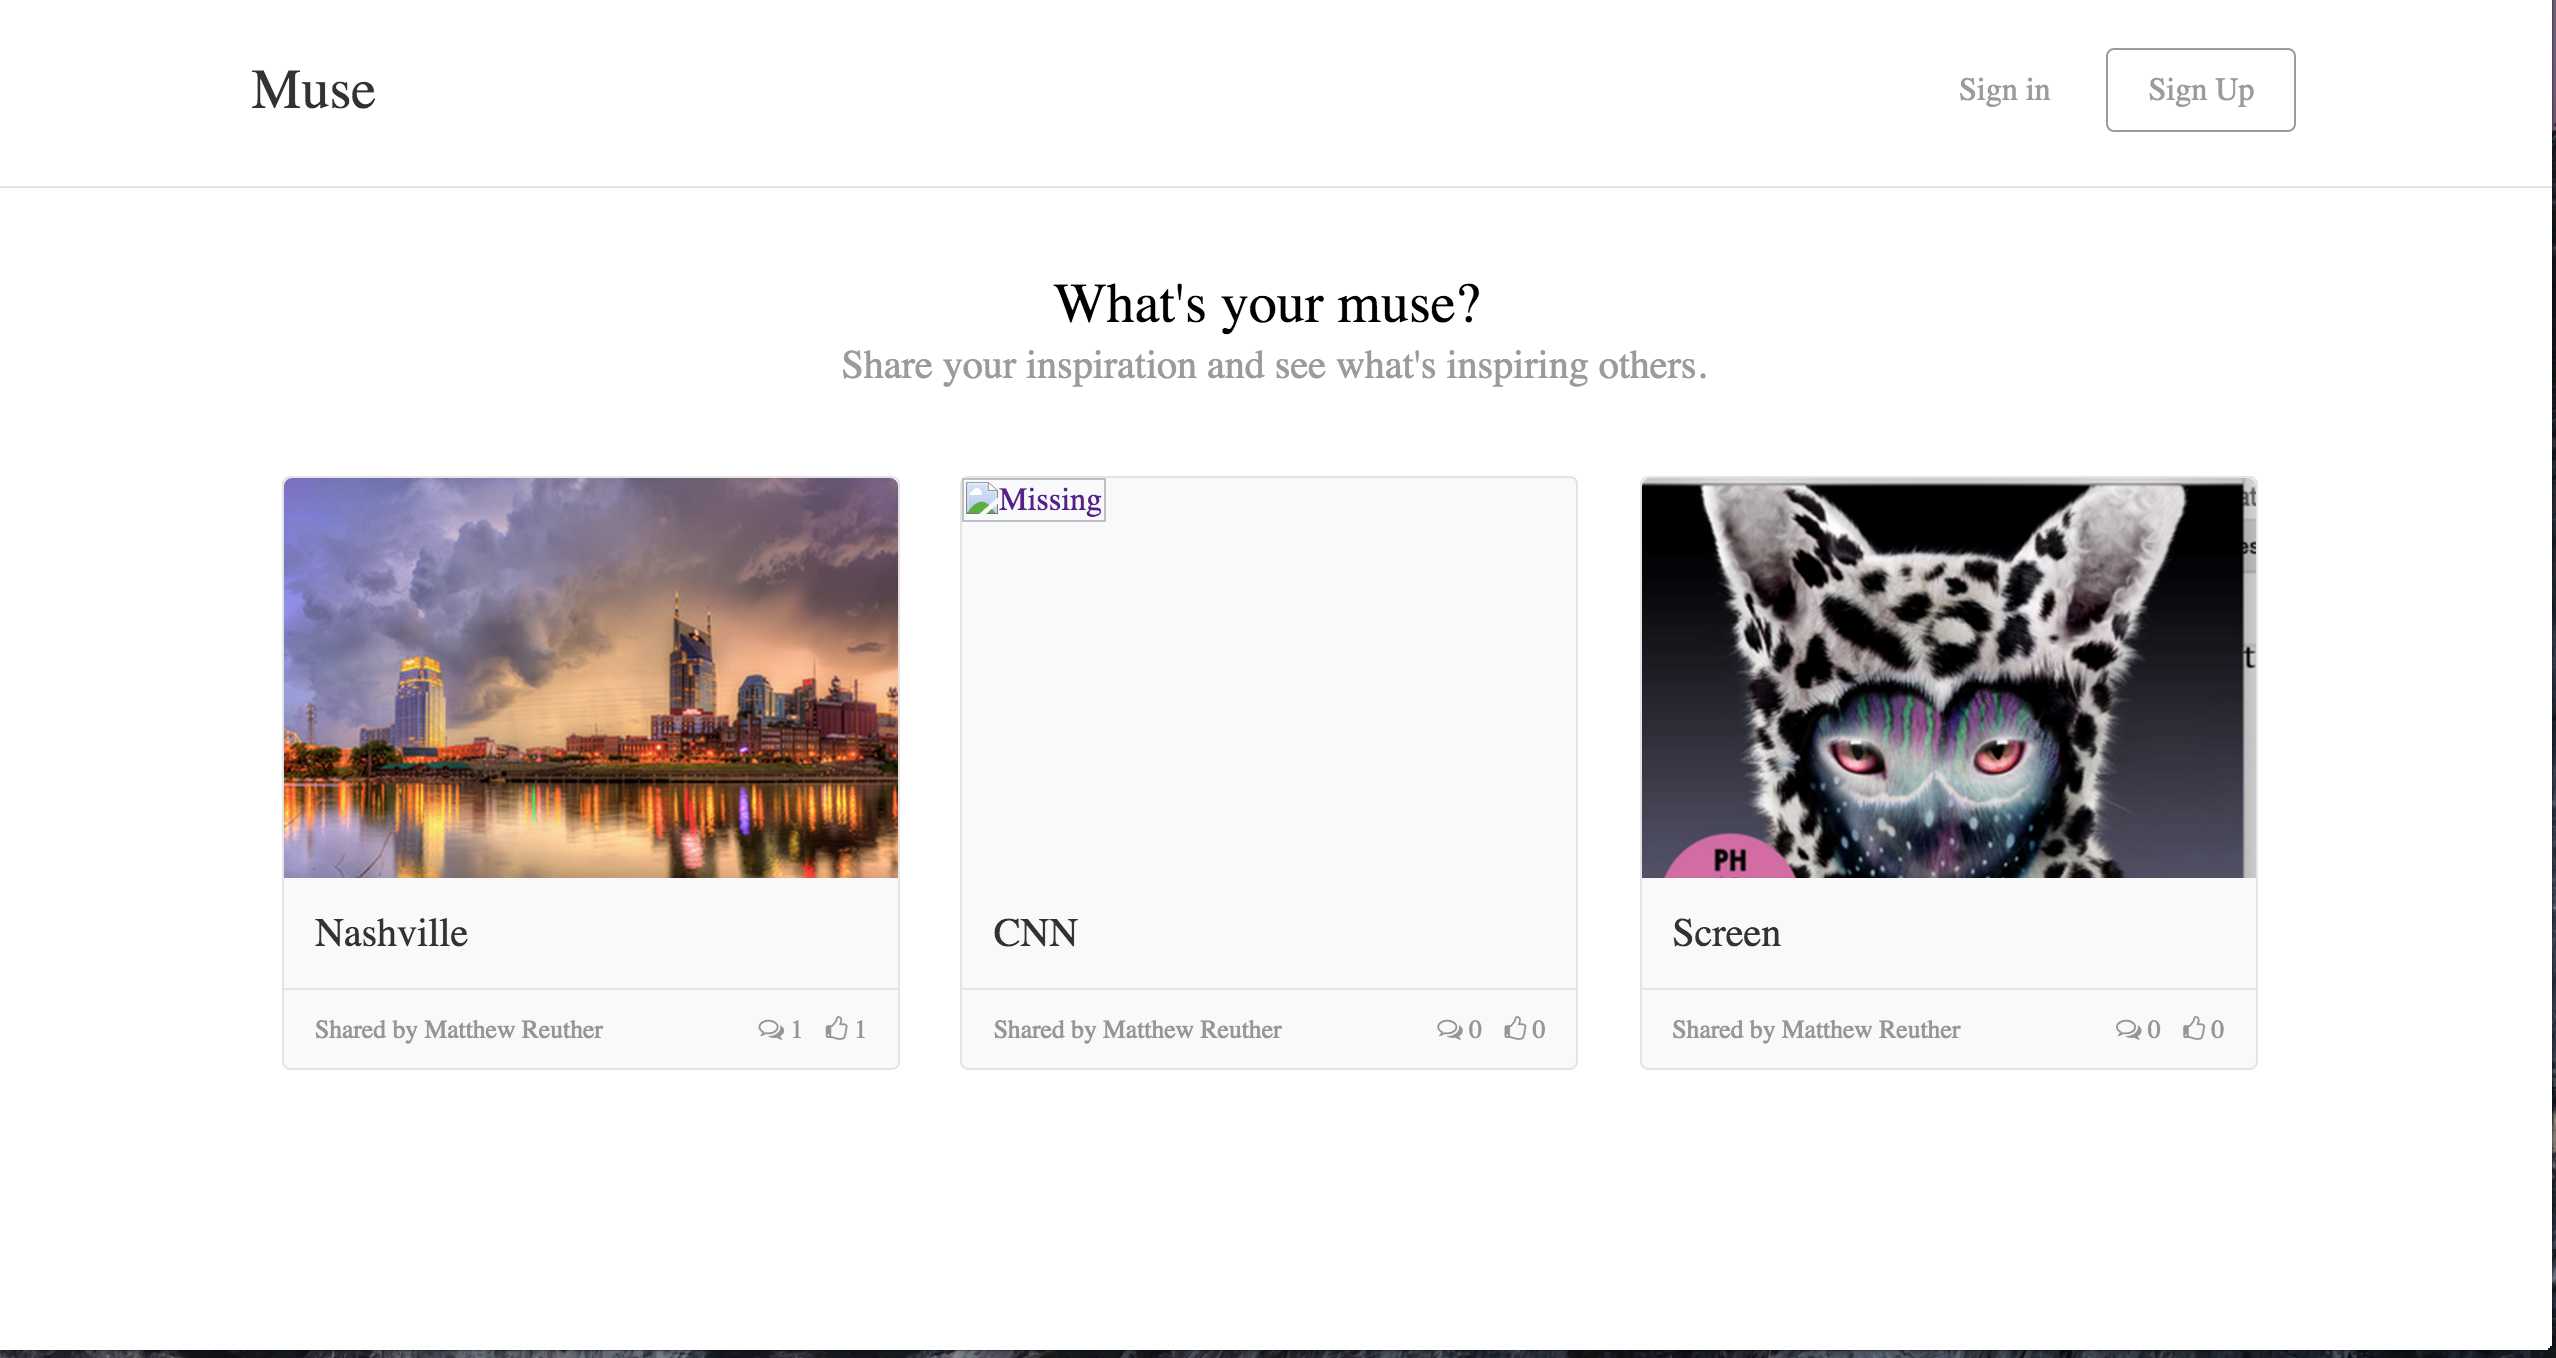 Muse
Sign in
Sign Up
What's your muse?
Share your inspiration and see what's inspiring others.
Missing
at
es
t
PH
Nashville
CNN
Screen
Shared by Matthew Reuther 1 1
Shared by Matthew Reuther 0 0
Shared by Matthew Reuther 0 0